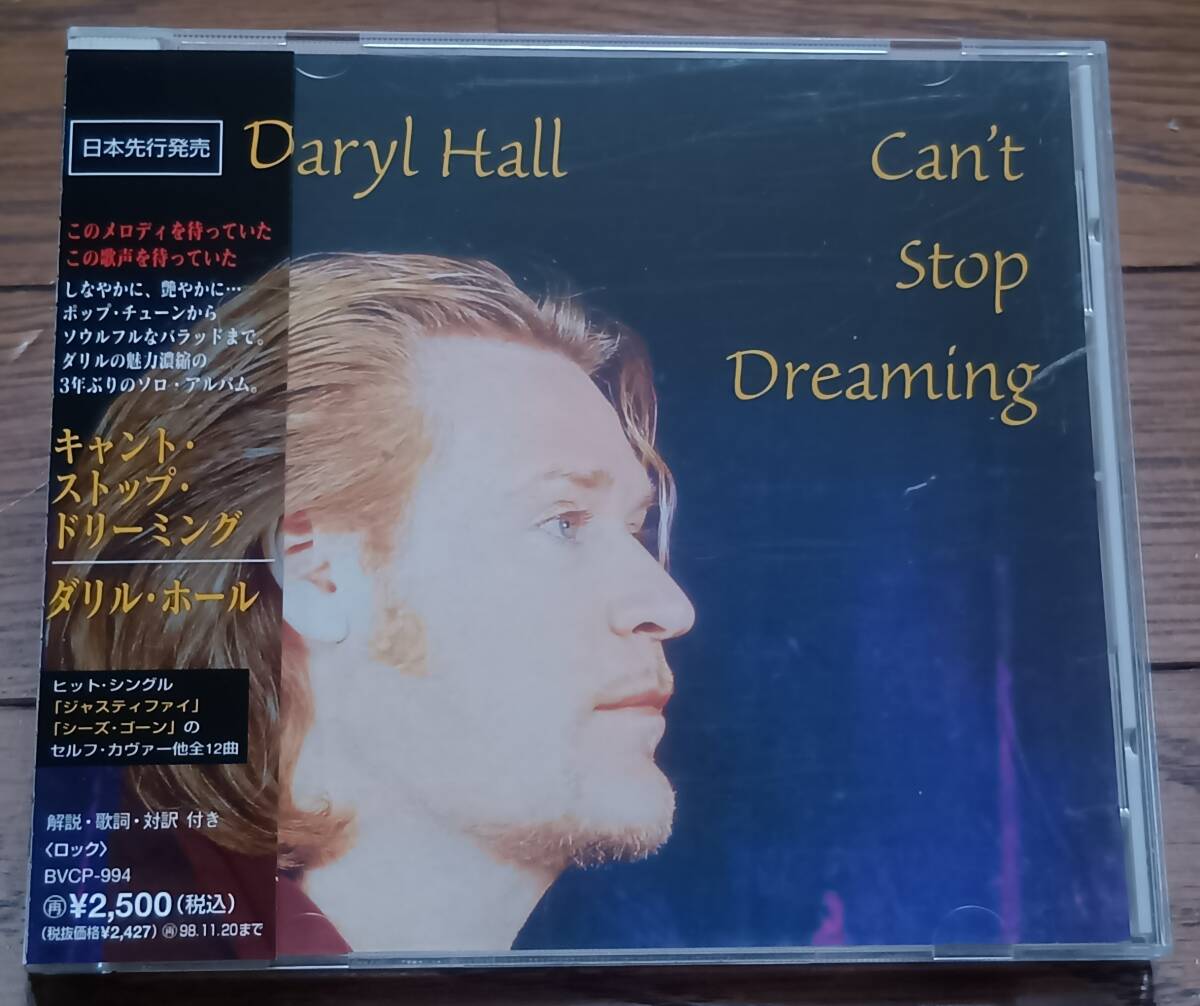 日本先行発売
Daryl Hall
Can't
Stop
Dreaming
このメロディを待っていた
この歌声を待っていた
しなやかに、艶やかに…
ポップ・チューンから
ソウルフルなバラッドまで。
ダリルの魅力濃縮の
3年ぶりのソロ・アルバム。
キャント・
ストップ・
ドリーミング
ダリル・ホール
ヒット・シングル
「ジャスティファイ」
「シーズ・ゴーン」の
セルフ・カヴァー他全12曲
解説・歌詞・対訳 付き
〈ロック〉
BVCP-994
再¥2,500(税込)
(税抜価格¥2,427) 再98.11.20まで